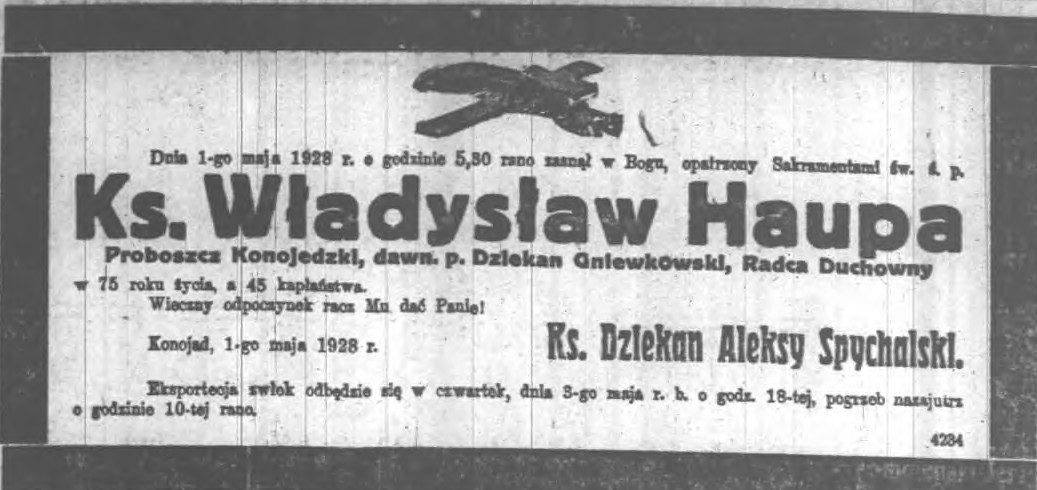 Dnia 1-go maja 1928 r. o godzinie 5,30 rano zasnął w Bogu, opatrzony Sakramentami św. ś. p.
Ks. Władysław Haupa
Proboszcz Konojedzki, dawn. p. Dziekan Gniewkowski, Radca Duchowny
w 75 roku życia, a 45 kapłaństwa.
Wieczny odpoczynek racz Mu dać Panie!
Ks. Dziekan Aleksy Spychalski.
Konojad, 1-go maja 1928 r.
Eksportacja zwłok odbędzie się w czwartek, dnia 3-go maja r. b. o godz. 18-tej, pogrzeb nazajutrz
o godzinie 10-tej rano.
4234